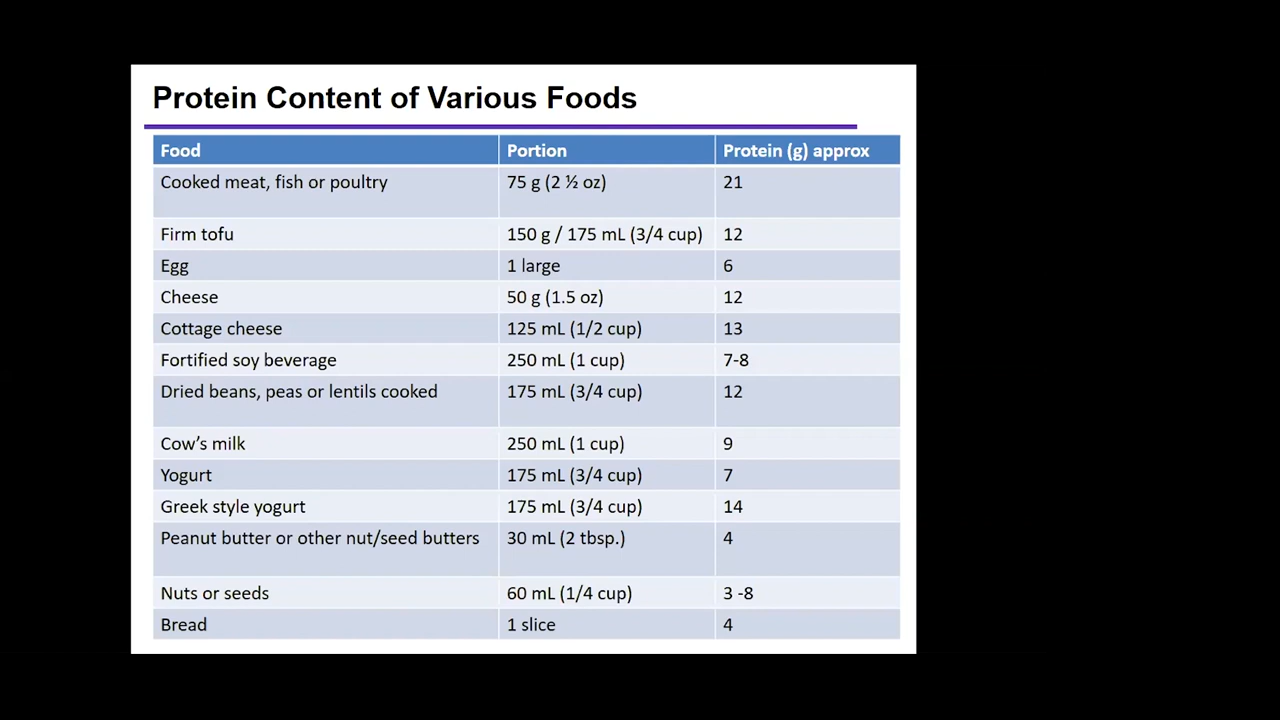 Protein Content of Various Foods
Food Portion Protein (g) approx
Cooked meat, fish or poultry 75 g (2 ½ oz) 21
Firm tofu 150 g / 175 mL (3/4 cup) 12
Egg 1 large 6
Cheese 50 g (1.5 oz) 12
Cottage cheese 125 mL (1/2 cup) 13
Fortified soy beverage 250 mL (1 cup) 7-8
Dried beans, peas or lentils cooked 175 mL (3/4 cup) 12
Cow’s milk 250 mL (1 cup) 9
Yogurt 175 mL (3/4 cup) 7
Greek style yogurt 175 mL (3/4 cup) 14
Peanut butter or other nut/seed butters 30 mL (2 tbsp.) 4
Nuts or seeds 60 mL (1/4 cup) 3 -8
Bread 1 slice 4